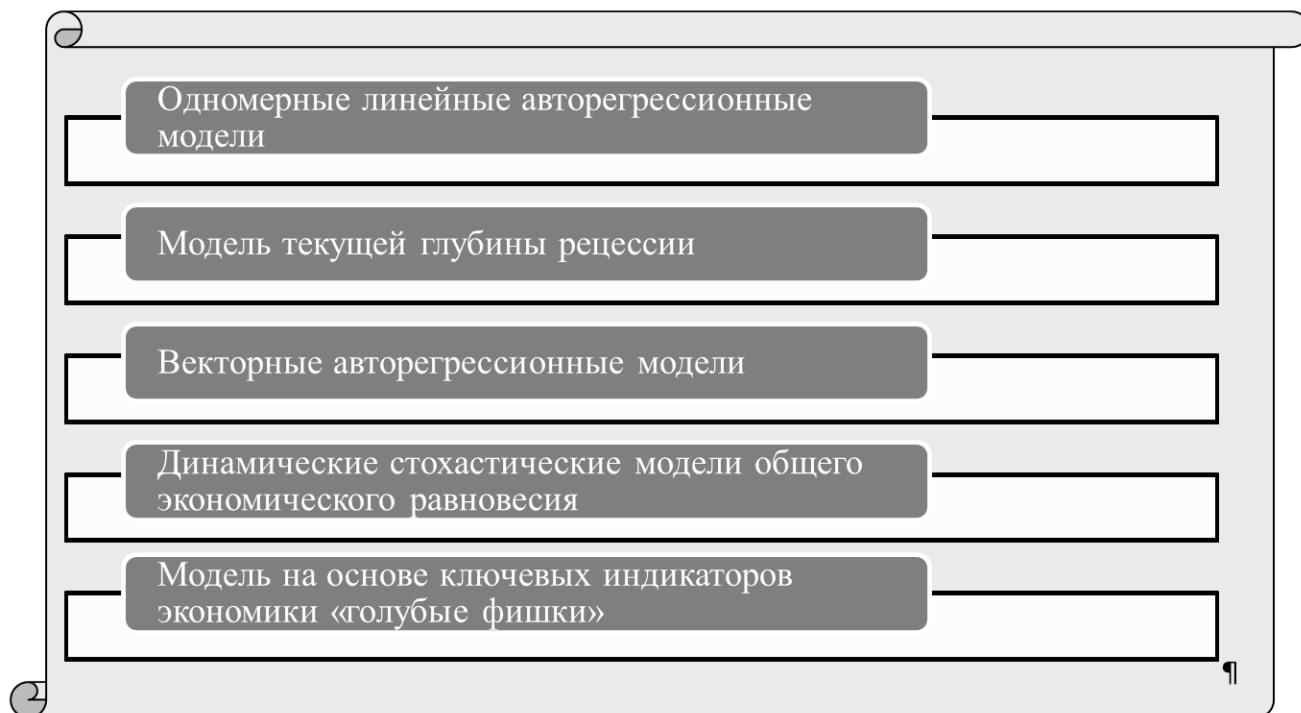 Одномерные линейные авторегрессионные
модели
Модель текущей глубины рецессии
Векторные авторегрессионные модели
Динамические стохастические модели общего
экономического равновесия
Модель на основе ключевых индикаторов
экономики «голубые фишки»
¶